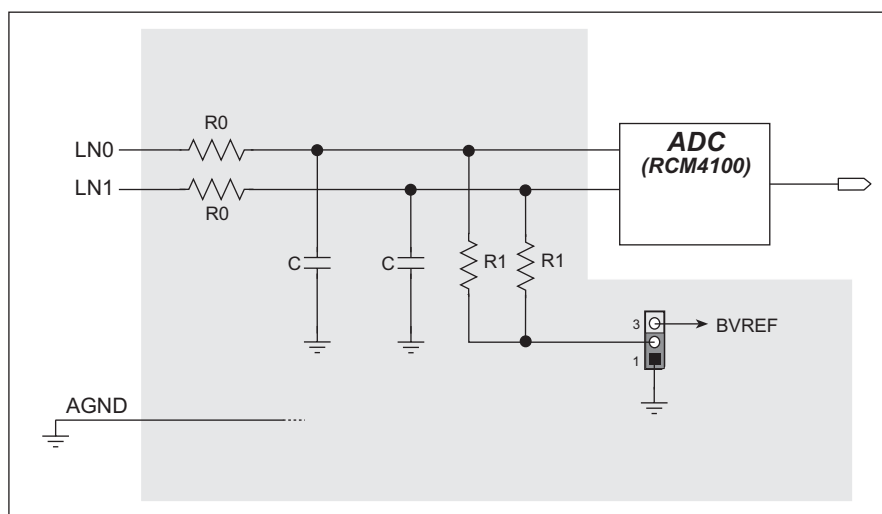 R0
LN0
LN1
R0
ADC
(RCM4100)
C
C
R1
R1
3
BVREF
1
AGND